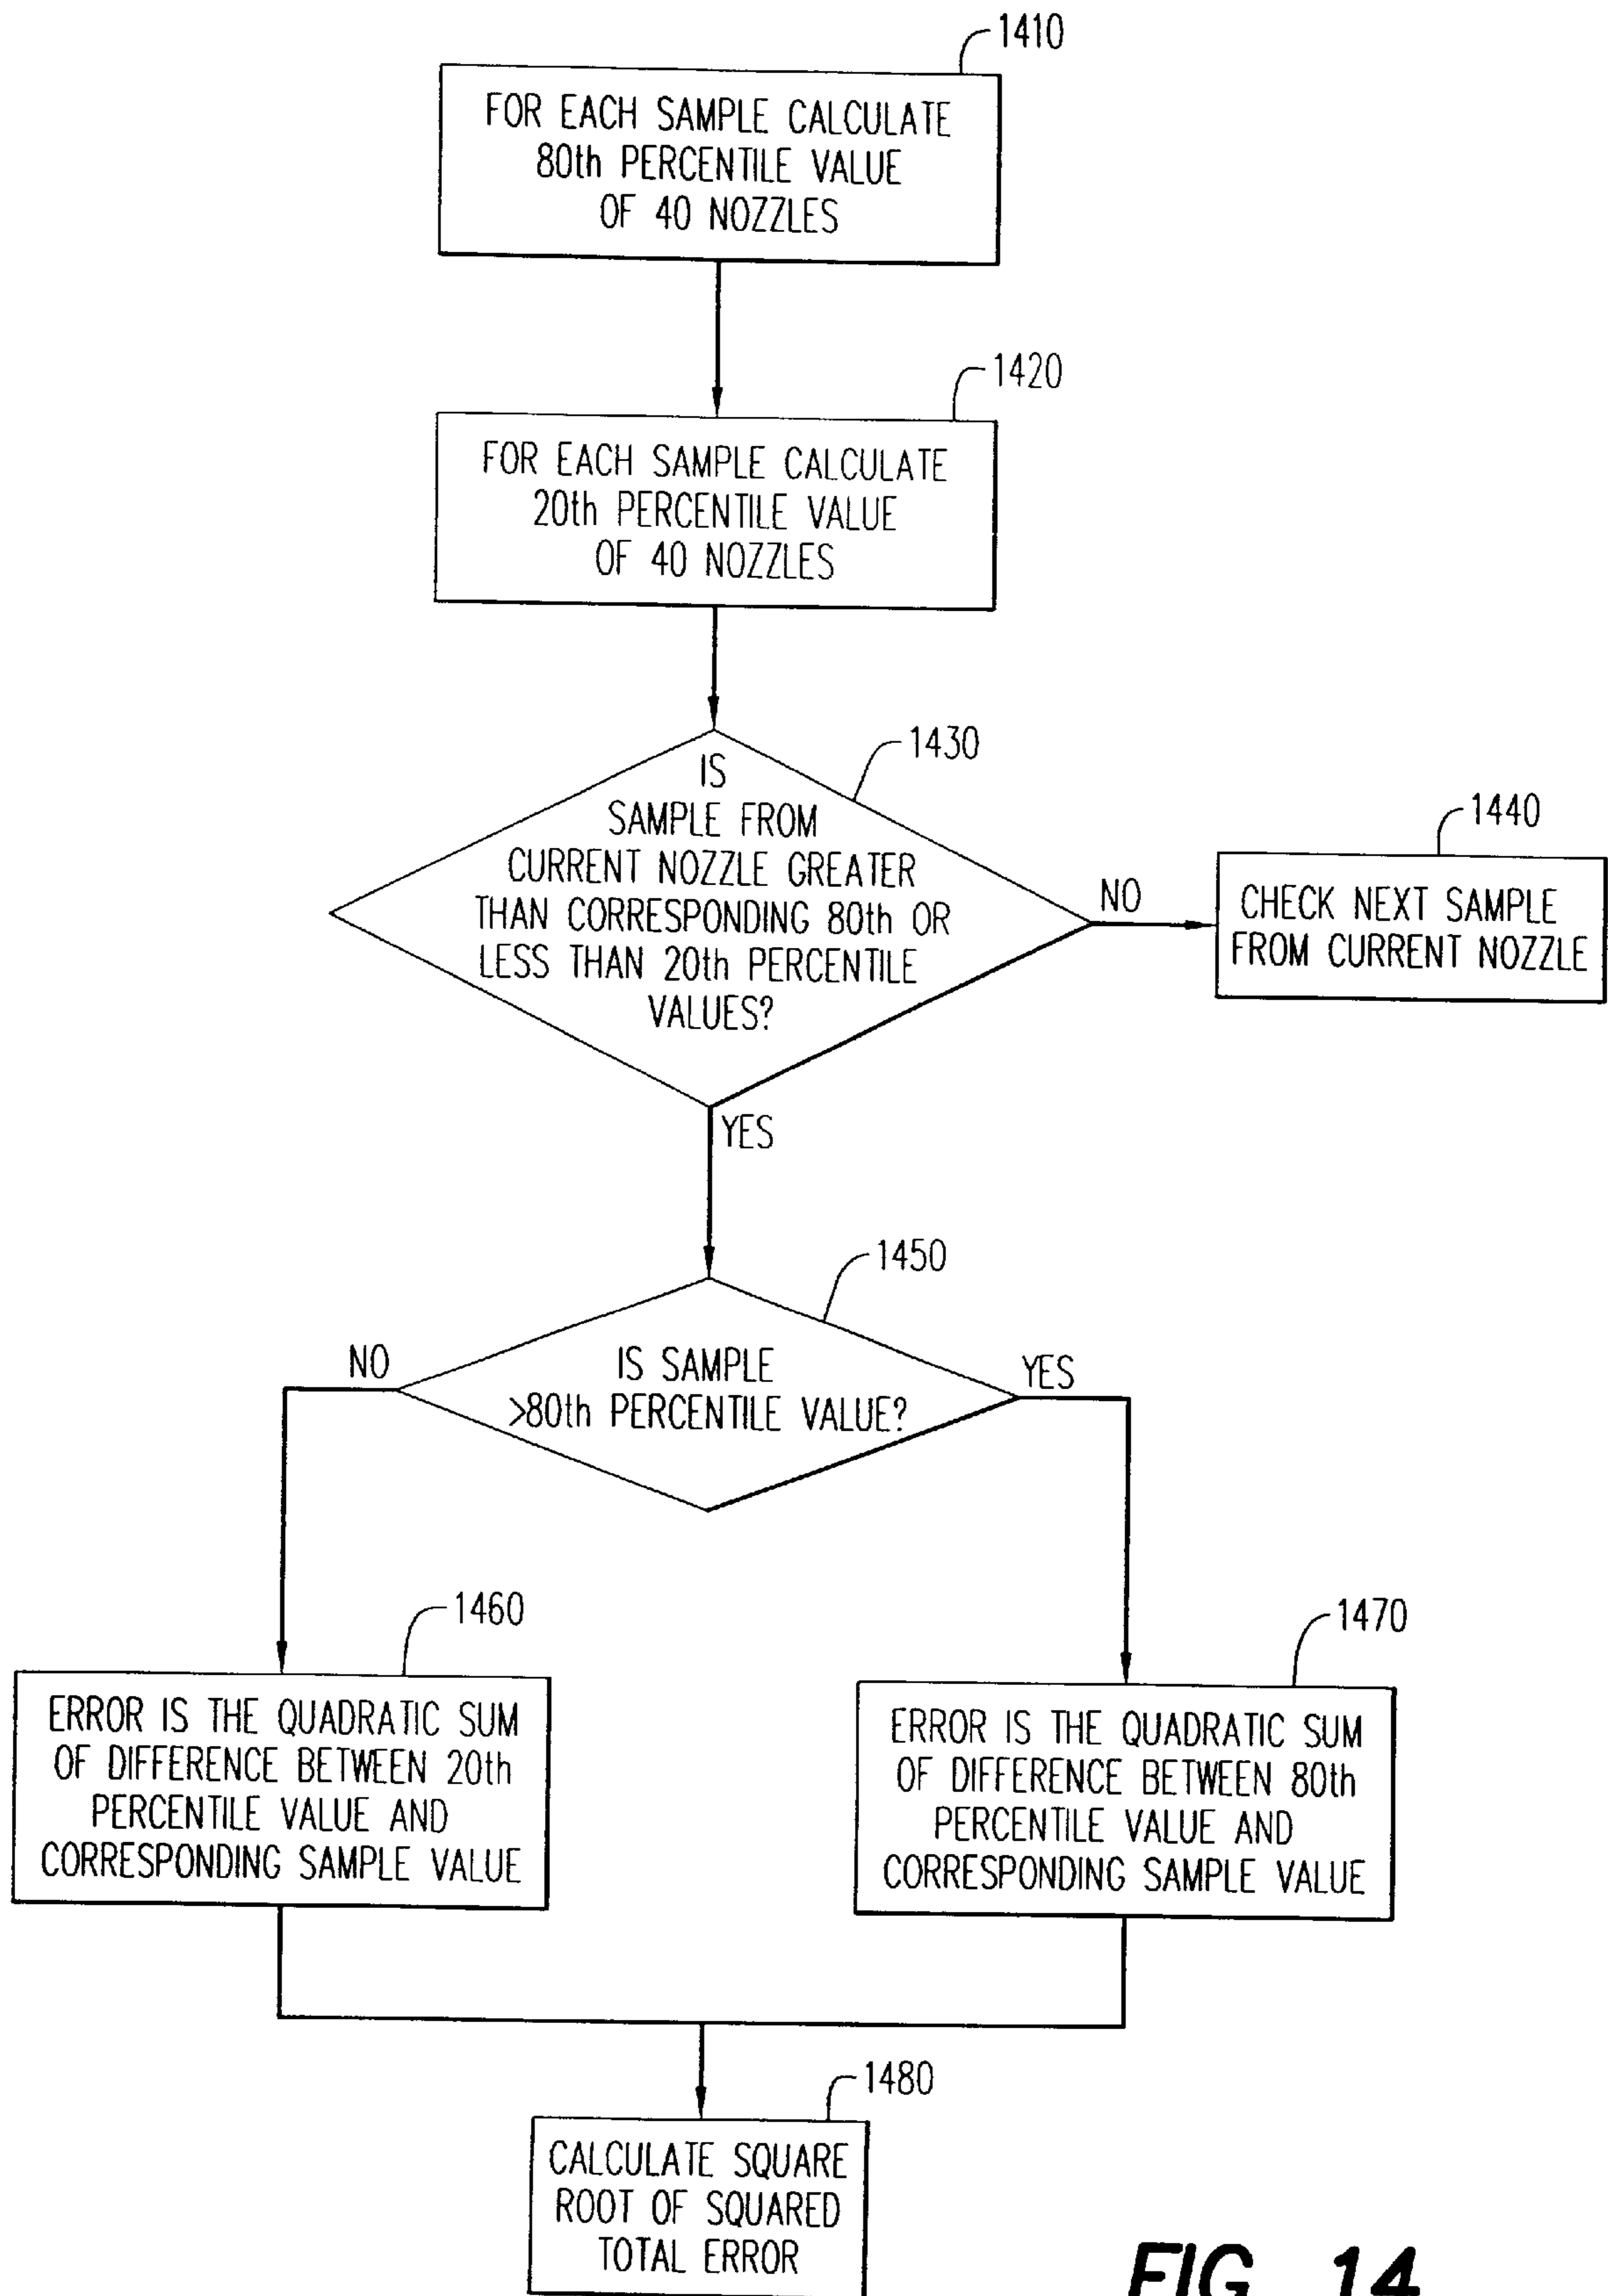 1410
FOR EACH SAMPLE CALCULATE
80th PERCENTILE VALUE
OF 40 NOZZLES
1420
FOR EACH SAMPLE CALCULATE
20th PERCENTILE VALUE
OF 40 NOZZLES
1430
IS
SAMPLE FROM
CURRENT NOZZLE GREATER
THAN CORRESPONDING 80th OR
LESS THAN 20th PERCENTILE
VALUES?
NO
1440
CHECK NEXT SAMPLE
FROM CURRENT NOZZLE
YES
1450
IS SAMPLE
>80th PERCENTILE VALUE?
NO
YES
1460
ERROR IS THE QUADRATIC SUM
OF DIFFERENCE BETWEEN 20th
PERCENTILE VALUE AND
CORRESPONDING SAMPLE VALUE
1470
ERROR IS THE QUADRATIC SUM
OF DIFFERENCE BETWEEN 80th
PERCENTILE VALUE AND
CORRESPONDING SAMPLE VALUE
1480
CALCULATE SQUARE
ROOT OF SQUARED
TOTAL ERROR
FIG. 14